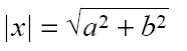 |x| = √a² + b²